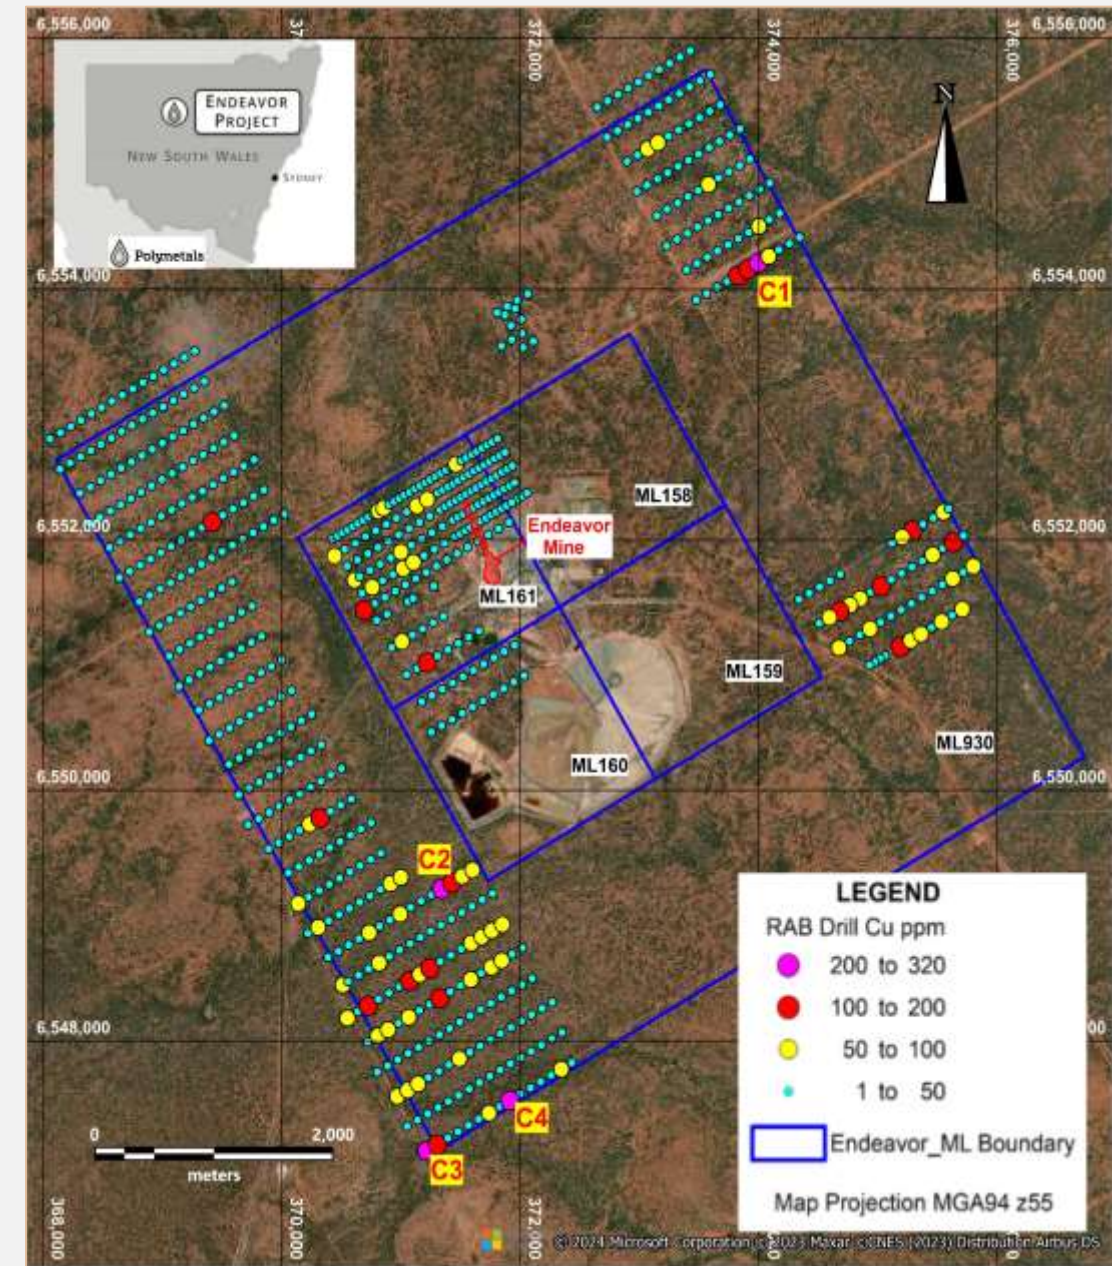 6,556,000
37
372,000
374,000
376,000
6,556,000
N
ENDEAVOR
PROJECT
NEW SOUTH WALES
SYDNEY
Polymetals
6,554,000
C1
6,554,000
6,552,000
ML158
Endeavor
Mine
6,552,000
ML161
ML159
ML930
ML160
6,550,000
6,550,000
C2
LEGEND
RAB Drill Cu ppm
200 to 320
100 to 200
50 to 100
1 to 50
Endeavor_ML Boundary
Map Projection MGA94 z55
6,548,000
00
C4
C3
0 2,000
meters
368,000
370,000
372,000
© 2024 Microsoft Corporation © 2023 Maxar ©CNES (2023) Distribution Airbus DS